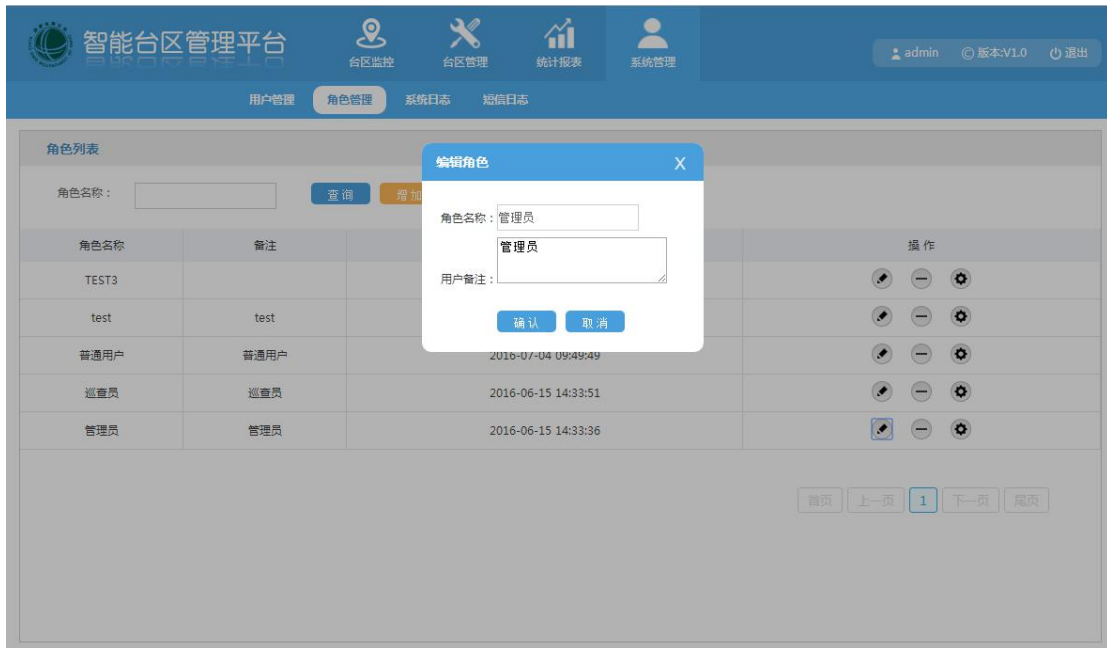 智能台区管理平台
台区监控 台区管理 统计报表 系统管理
admin © 版本:V1.0 退出
用户管理 角色管理 系统日志 短信日志
角色列表
编辑角色 X
角色名称： 查询 增加
角色名称：管理员
管理员
用户备注：
确认 取消
角色名称 备注 操作
TEST3
test test
普通用户 普通用户 2016-07-04 09:49:49
巡查员 巡查员 2016-06-15 14:33:51
管理员 管理员 2016-06-15 14:33:36
首页 上一页 1 下一页 尾页